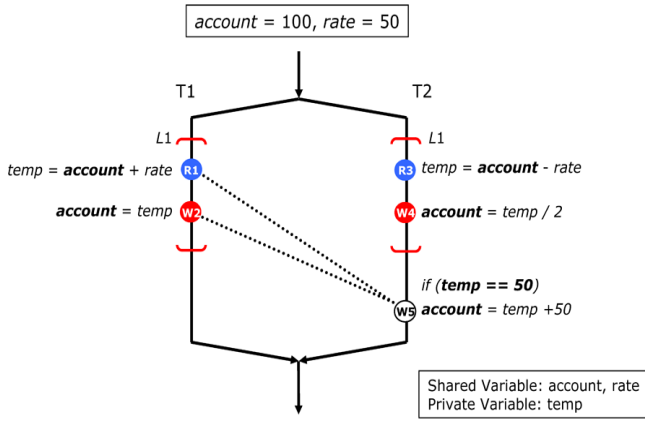 account = 100, rate = 50
T1
T2
L1
L1
temp = account + rate
R1
R3
temp = account - rate
account = temp
W2
W4
account = temp / 2
if (temp == 50)
W5
account = temp +50
Shared Variable: account, rate
Private Variable: temp